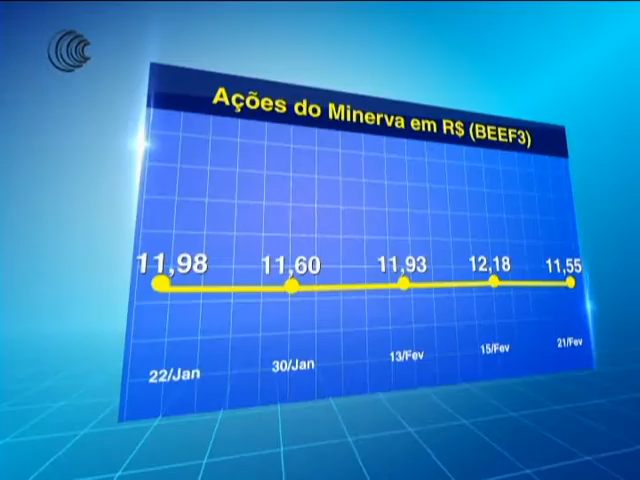 Ações do Minerva em R$ (BEEF3)
11,98 11,60 11,93 12,18 11,55
22/Jan 30/Jan 13/Fev 15/Fev 21/Fev